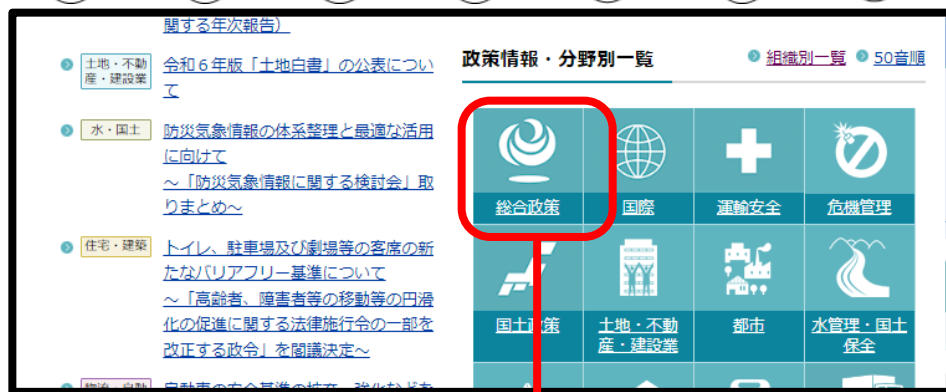 関する年次報告）
土地・不動
産・建設業
令和６年版「土地白書」の公表につい
て
水・国土
防災気象情報の体系整理と最適な活用
に向けて
～「防災気象情報に関する検討会」取
りまとめ～
住宅・建築
トイレ、駐車場及び劇場等の客席の新
たなバリアフリー基準について
～「高齢者、障害者等の移動等の円滑
化の促進に関する法律施行令の一部を
改正する政令」を閣議決定～
政策情報・分野別一覧
組織別一覧
50音順
総合政策
国際
運輸安全
危機管理
国土政策
土地・不動
産・建設業
都市
水管理・国土
保全